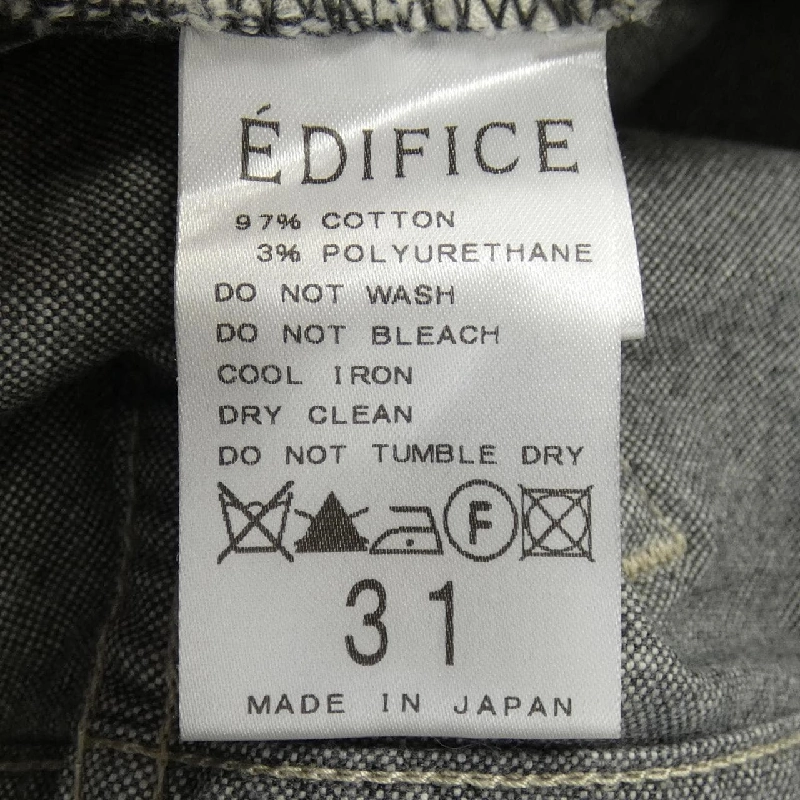 ÉDIFICE
97% COTTON
3% POLYURETHANE
DO NOT WASH
DO NOT BLEACH
COOL IRON
DRY CLEAN
DO NOT TUMBLE DRY
F
31
MADE IN JAPAN